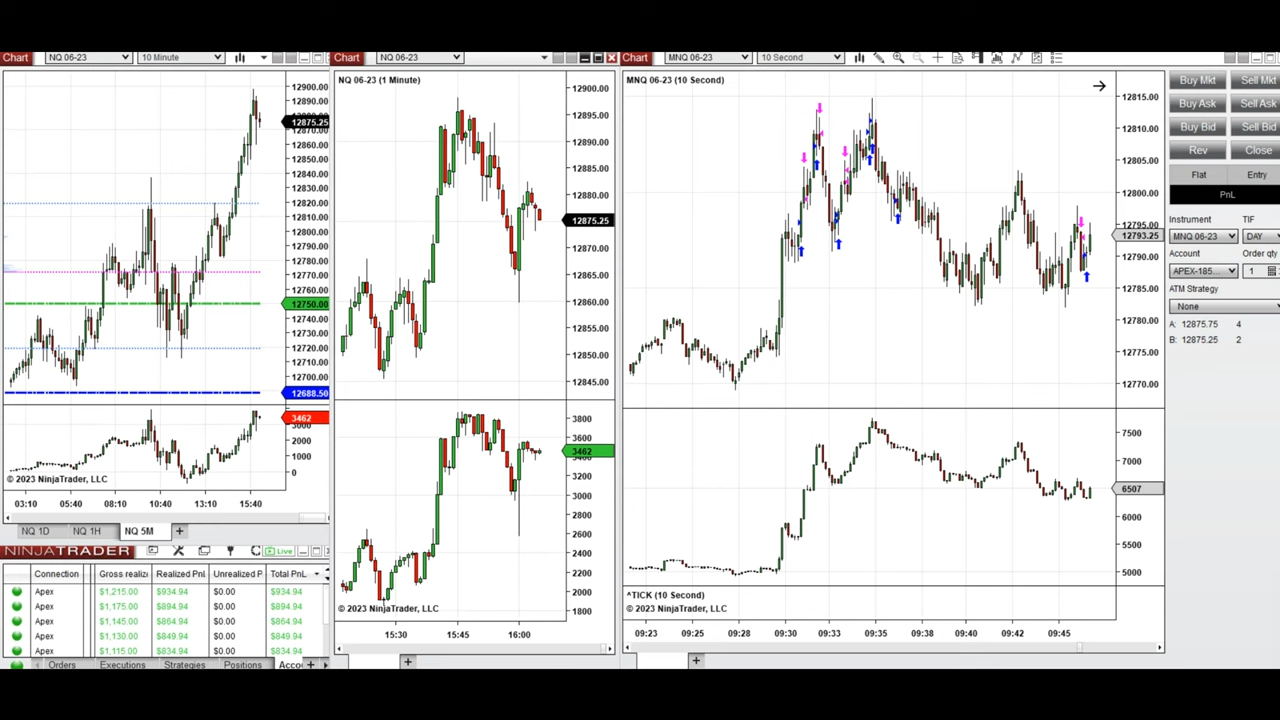 Chart NQ 06-23 10 Minute
12900.00
12890.00
12880.00
12875.25
12870.00
12860.00
12850.00
12840.00
12830.00
12820.00
12810.00
12800.00
12790.00
12780.00
12770.00
12760.00
12750.00
12740.00
12730.00
12720.00
12710.00
12700.00
12688.50
3462
3000
2000
1000
0
© 2023 NinjaTrader, LLC
03:10 05:40 08:10 10:40 13:10 15:40
NQ 1D NQ 1H NQ 5M +
NINJATRADER Live
Connection Gross realiz Realized Pnl Unrealized P Total PnL
Apex $1,215.00 $934.94 $0.00 $934.94
Apex $1,175.00 $894.94 $0.00 $894.94
Apex $1,145.00 $864.94 $0.00 $864.94
Apex $1,130.00 $849.94 $0.00 $849.94
Apex $1,115.00 $834.94 $0.00 $834.94
Orders Executions Strategies Positions Acco +
Chart NQ 06-23
NQ 06-23 (1 Minute)
12900.00
12895.00
12890.00
12885.00
12880.00
12875.25
12870.00
12865.00
12860.00
12855.00
12850.00
12845.00
3800
3600
3462
3400
3200
3000
2800
2600
2400
2200
2000
1800
© 2023 NinjaTrader, LLC
15:30 15:45 16:00
+
Chart MNQ 06-23 10 Second
MNQ 06-23 (10 Second)
12815.00
12810.00
12805.00
12800.00
12795.00
12793.25
12790.00
12785.00
12780.00
12775.00
12770.00
7500
7000
6507
6000
5500
5000
^TICK (10 Second)
© 2023 NinjaTrader, LLC
09:23 09:25 09:28 09:30 09:33 09:35 09:38 09:40 09:42 09:45
+
Buy Mkt Sell Mkt
Buy Ask Sell Ask
Buy Bid Sell Bid
Rev Close
Flat Entry
PnL
Instrument TIF
MNQ 06-23 DAY
Account Order qty
APEX-185... 1
ATM Strategy
None
A: 12875.75 4
B: 12875.25 2